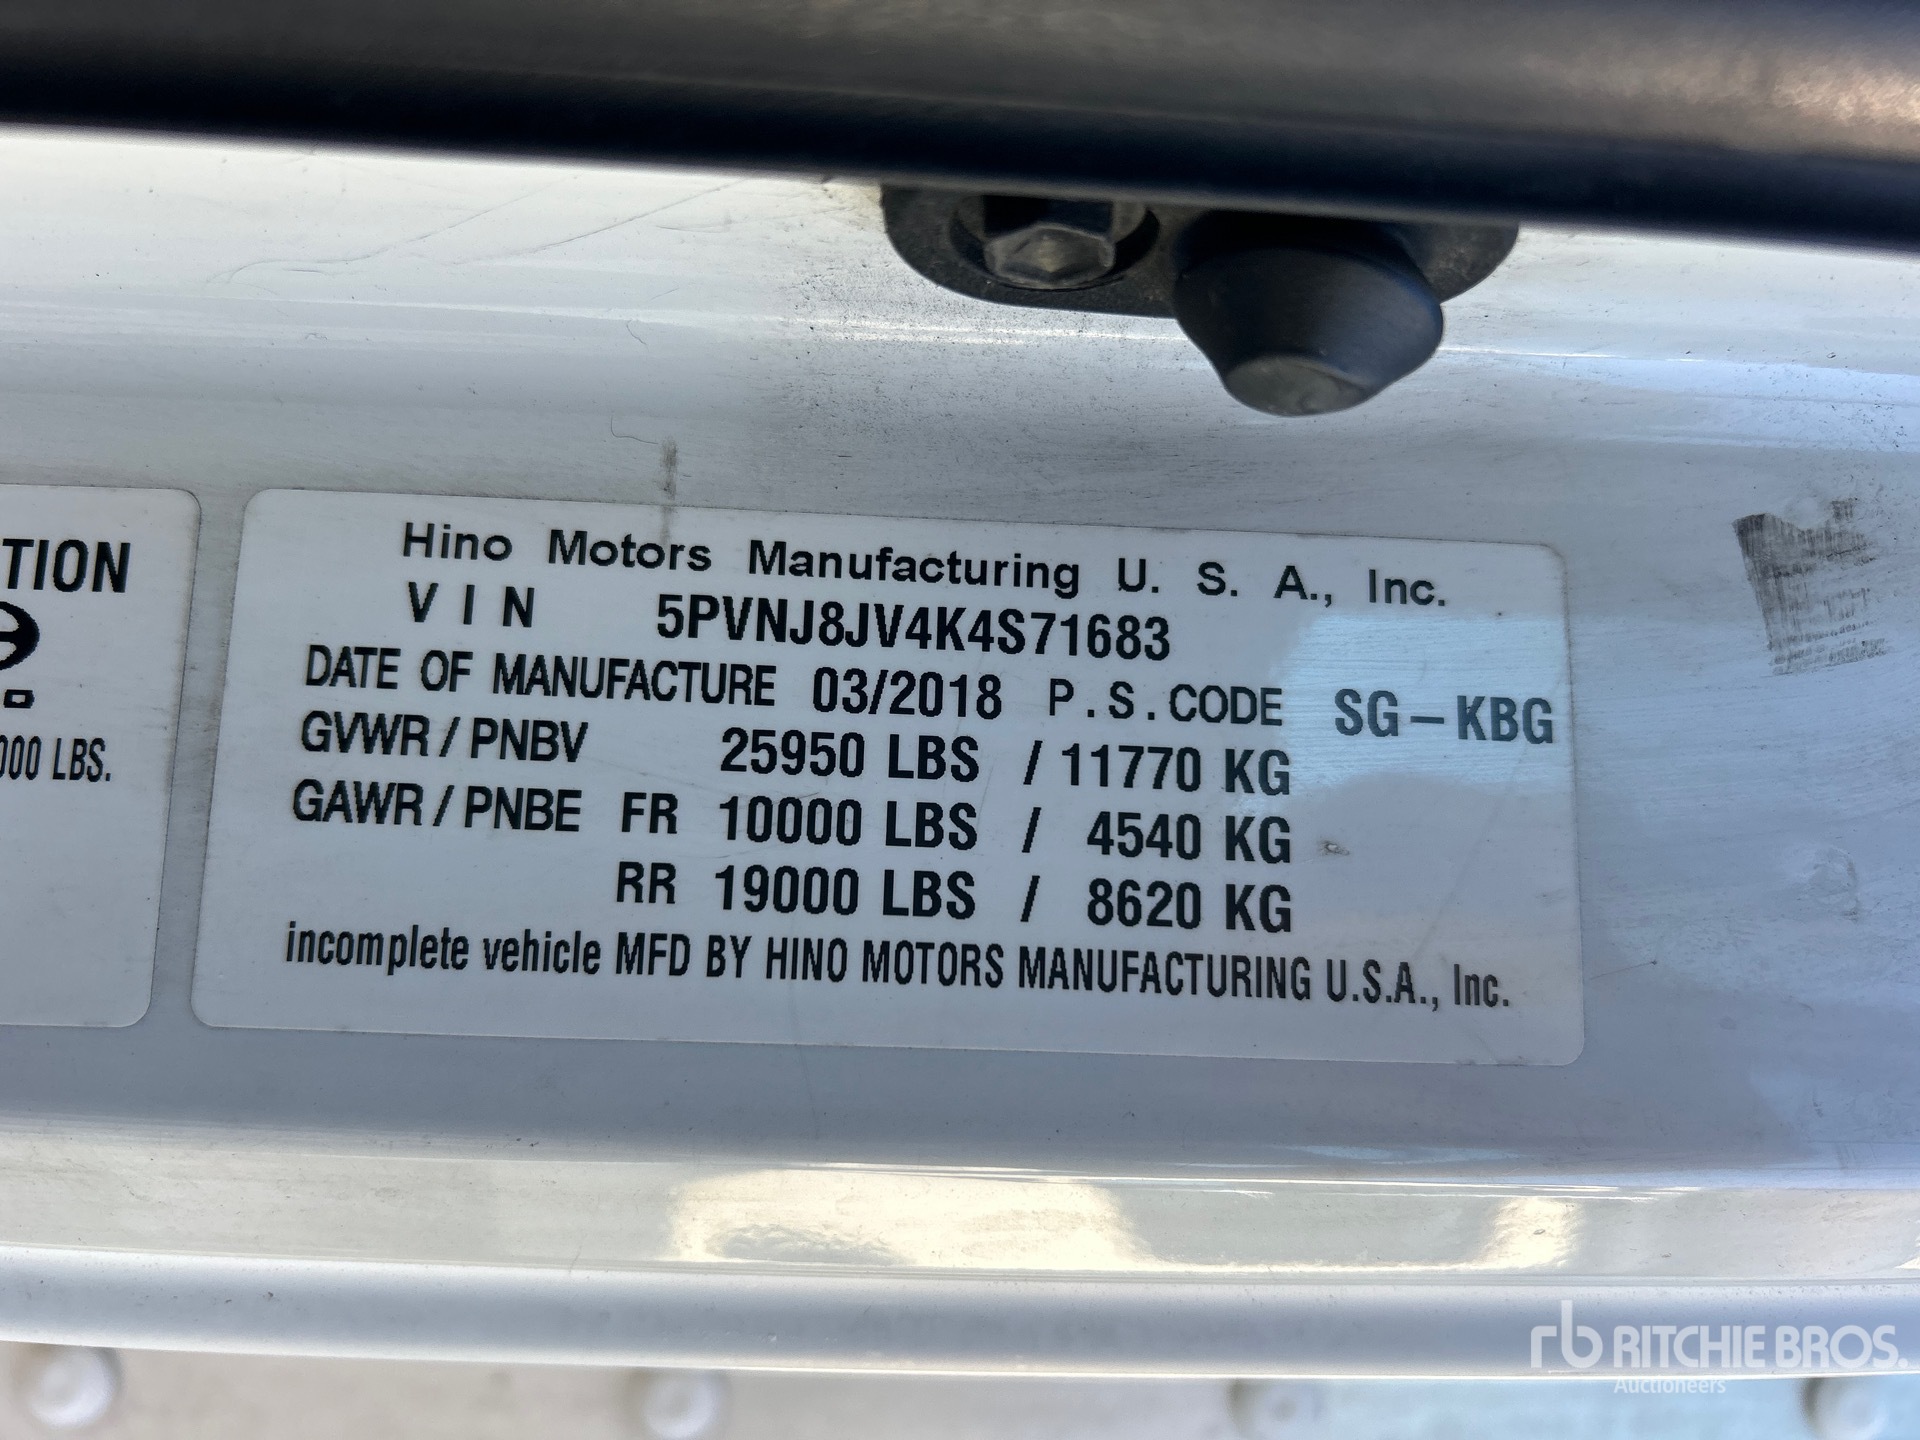 TION
000 LBS.
Hino Motors Manufacturing U. S. A., Inc.
VIN 5PVNJ8JV4K4S71683
DATE OF MANUFACTURE 03/2018 P.S.CODE SG-KBG
GVWR/PNBV 25950 LBS / 11770 KG
GAWR/PNBE FR 10000 LBS / 4540 KG
RR 19000 LBS / 8620 KG
incomplete vehicle MFD BY HINO MOTORS MANUFACTURING U.S.A., Inc.
rb RITCHIE BROS.
Auctioneers